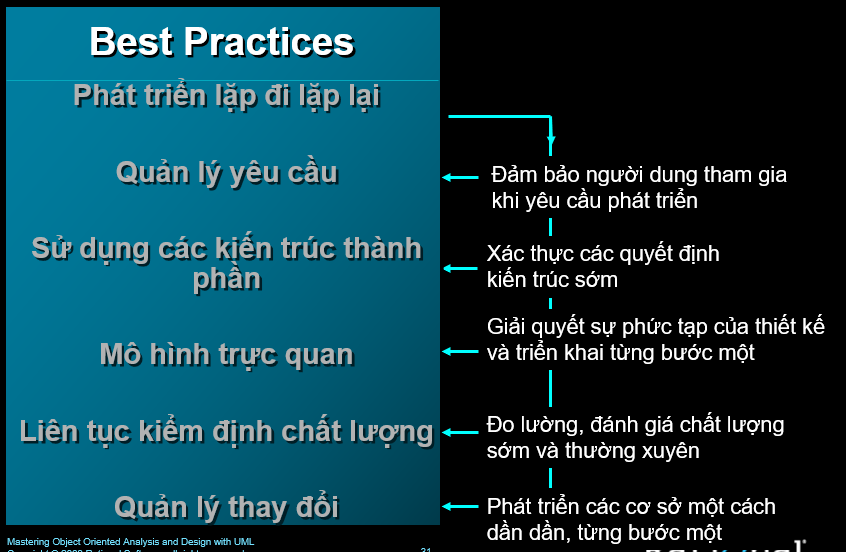 Best Practices
Phát triển lặp đi lặp lại
Quản lý yêu cầu
Đảm bảo người dung tham gia
khi yêu cầu phát triển
Sử dụng các kiến trúc thành
phần
Xác thực các quyết định
kiến trúc sớm
Mô hình trực quan
Giải quyết sự phức tạp của thiết kế
và triển khai từng bước một
Liên tục kiểm định chất lượng
Đo lường, đánh giá chất lượng
sớm và thường xuyên
Quản lý thay đổi
Phát triển các cơ sở một cách
dần dần, từng bước một
Mastering Object Oriented Analysis and Design with UML